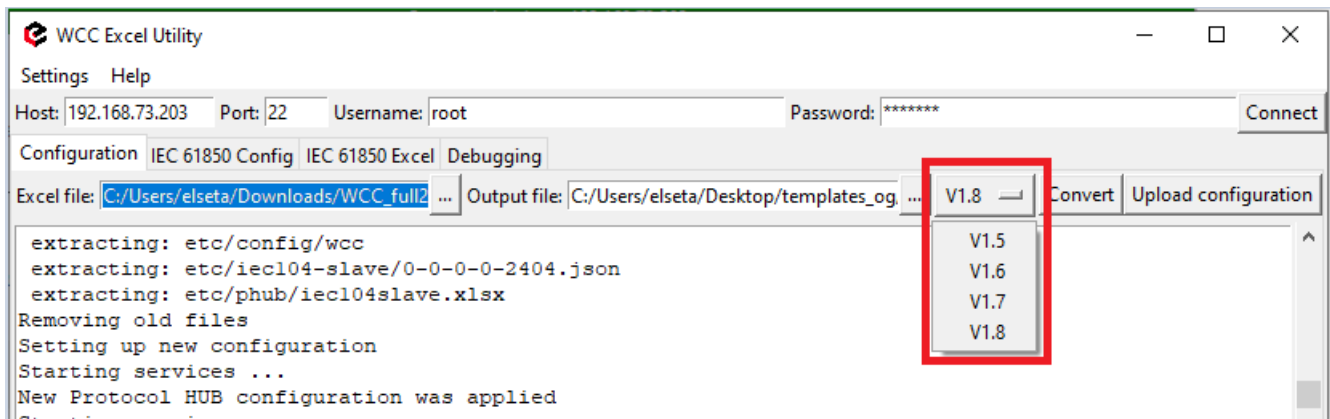 WCC Excel Utility
Settings Help
Host: 192.168.73.203 Port: 22 Username: root Password: ******* Connect
Configuration IEC 61850 Config IEC 61850 Excel Debugging
Excel file: C:/Users/elseta/Downloads/WCC_full2 ... Output file: C:/Users/elseta/Desktop/templates_og, ... V1.8 Convert Upload configuration
V1.5
V1.6
V1.7
V1.8
extracting: etc/config/wcc
extracting: etc/iec104-slave/0-0-0-0-2404.json
extracting: etc/phub/iec104slave.xlsx
Removing old files
Setting up new configuration
Starting services ...
New Protocol HUB configuration was applied